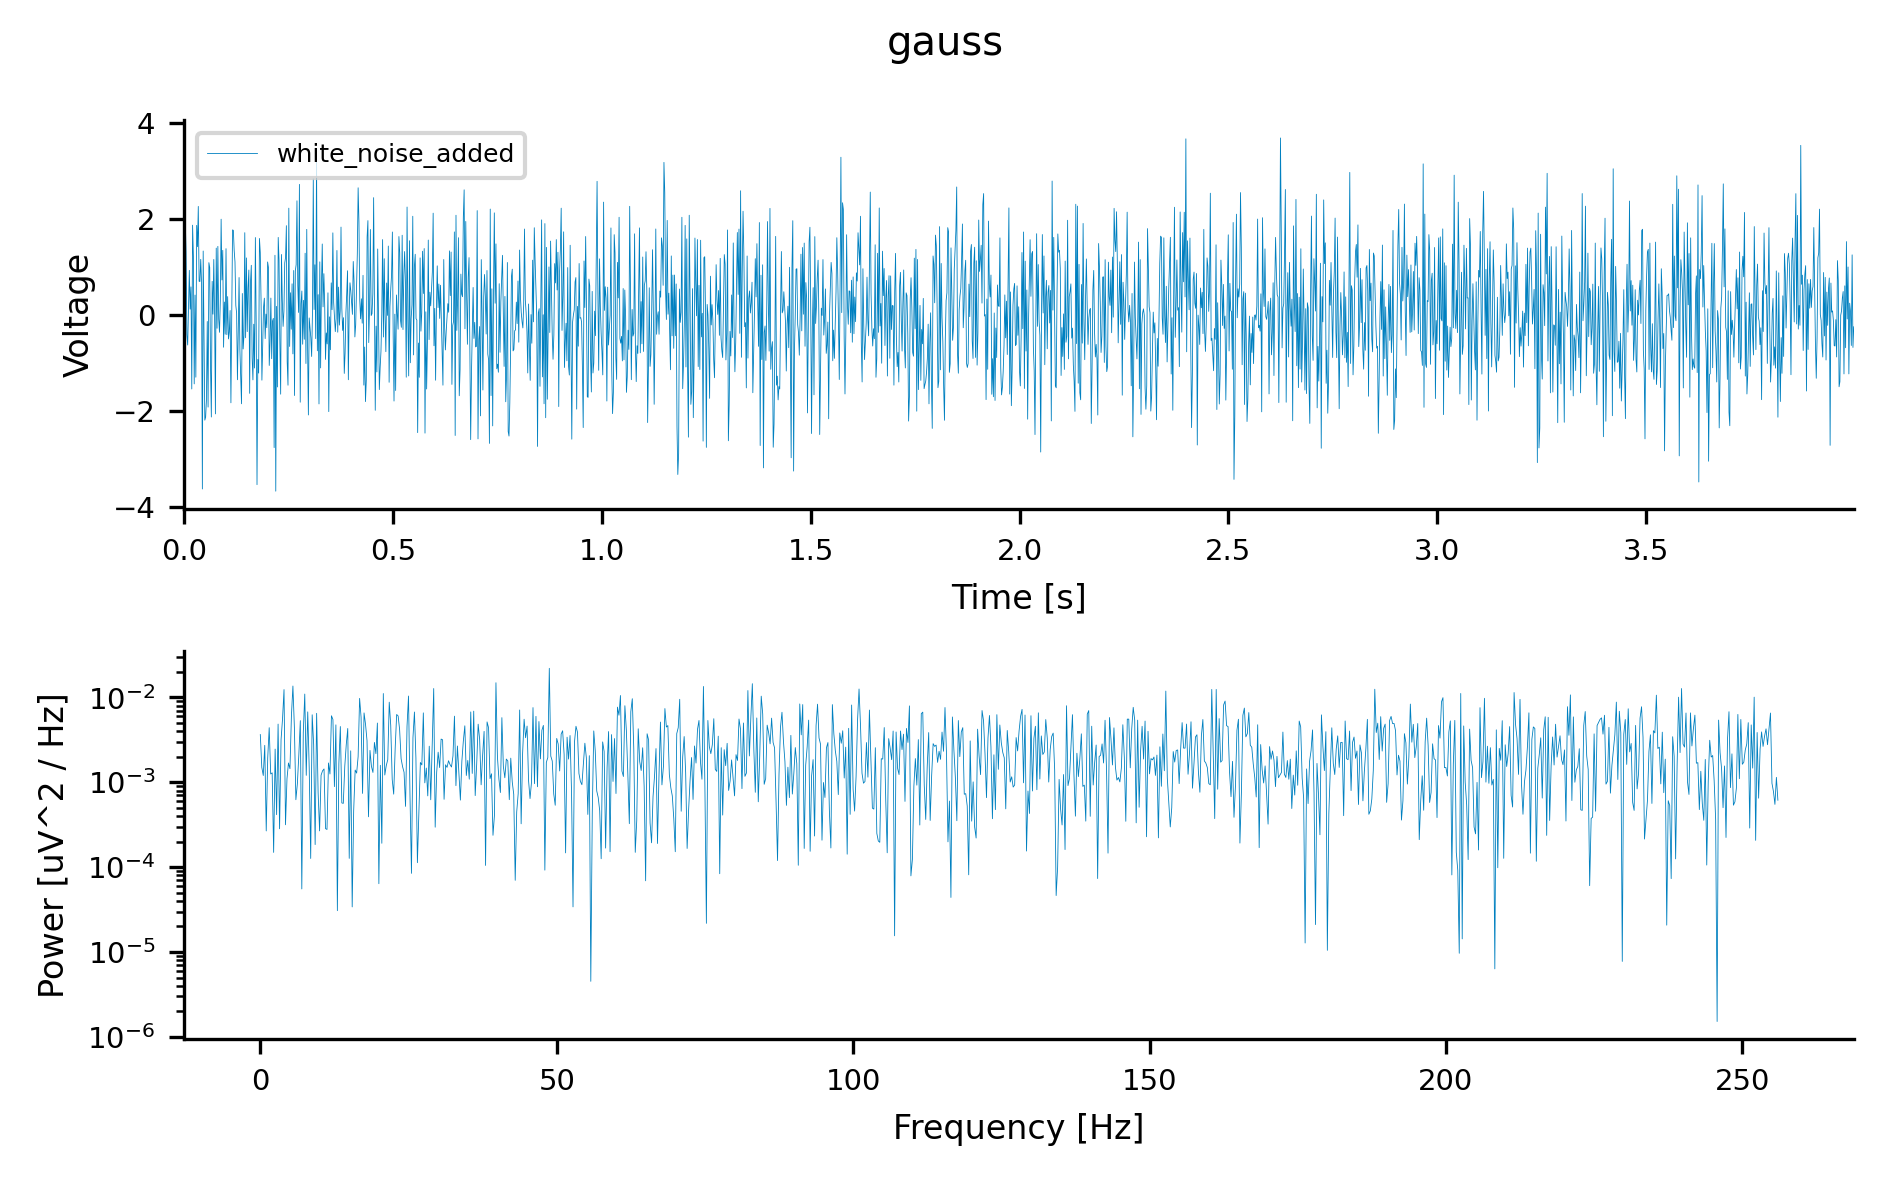 gauss
4
white_noise_added
2
0
−2
−4
Voltage
0.0 0.5 1.0 1.5 2.0 2.5 3.0 3.5
Time [s]
10⁻²
10⁻³
10⁻⁴
10⁻⁵
10⁻⁶
Power [uV^2 / Hz]
0 50 100 150 200 250
Frequency [Hz]